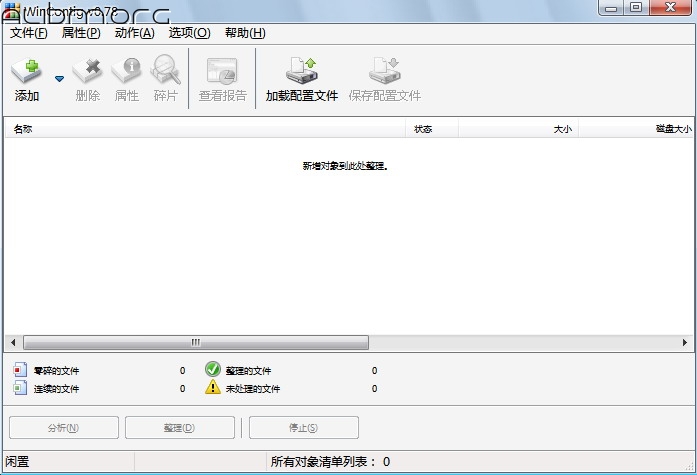 WinContig v0.78
文件(F) 属性(P) 动作(A) 选项(O) 帮助(H)
添加 删除 属性 碎片 查看报告 加载配置文件 保存配置文件
名称 状态 大小 磁盘大小
新增对象到此处整理。
零碎的文件 0 整理的文件 0
连续的文件 0 未处理的文件 0
分析(N) 整理(D) 停止(S)
闲置 所有对象清单列表： 0